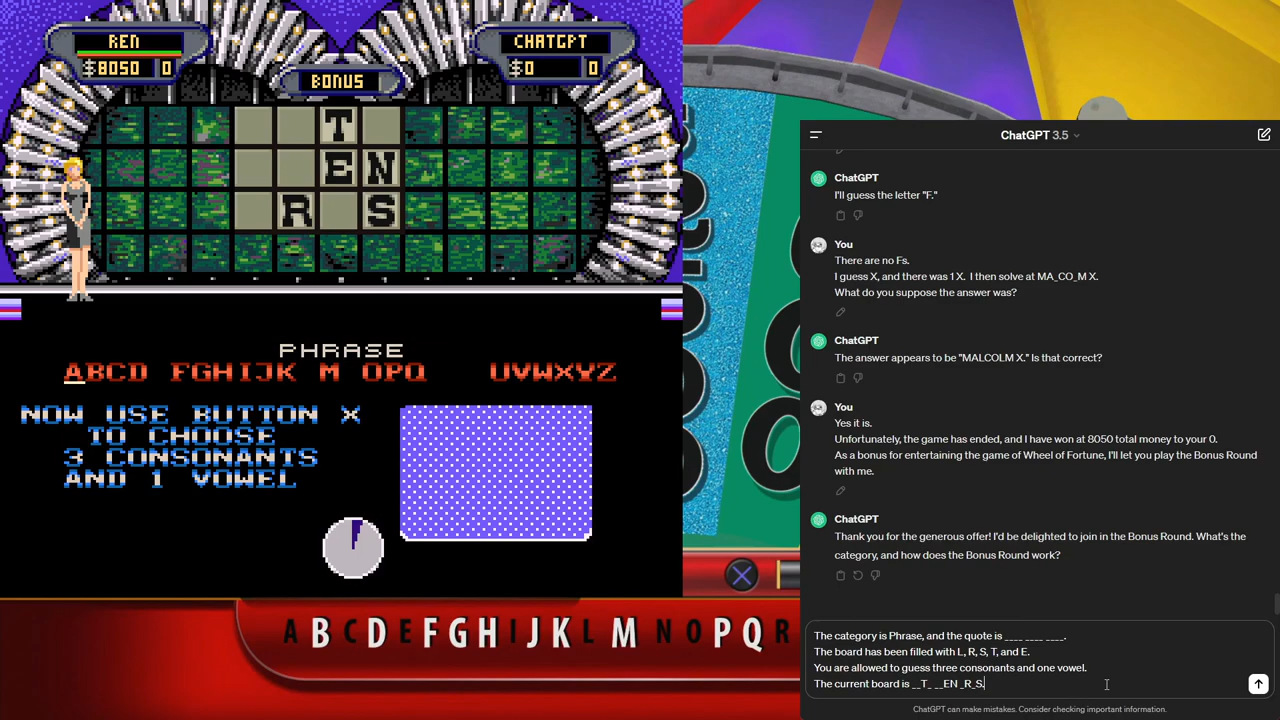 REN
$8050 0
CHATGPT
$0 0
BONUS
T
EN
R S
PHRASE
ABCD FGHIJK M OPQ UVWXYZ
NOW USE BUTTON X
TO CHOOSE
3 CONSONANTS
AND 1 VOWEL
A B C D E F G H I J K L M N O P Q R
ChatGPT 3.5
ChatGPT
I'll guess the letter "F."
You
There are no Fs.
I guess X, and there was 1 X. I then solve at MA_CO_M X.
What do you suppose the answer was?
ChatGPT
The answer appears to be "MALCOLM X." Is that correct?
You
Yes it is.
Unfortunately, the game has ended, and I have won at 8050 total money to your 0.
As a bonus for entertaining the game of Wheel of Fortune, I'll let you play the Bonus Round
with me.
ChatGPT
Thank you for the generous offer! I'd be delighted to join in the Bonus Round. What's the
category, and how does the Bonus Round work?
The category is Phrase, and the quote is ____ ____ ____.
The board has been filled with L, R, S, T, and E.
You are allowed to guess three consonants and one vowel.
The current board is __T_ __EN _R_S.
ChatGPT can make mistakes. Consider checking important information.